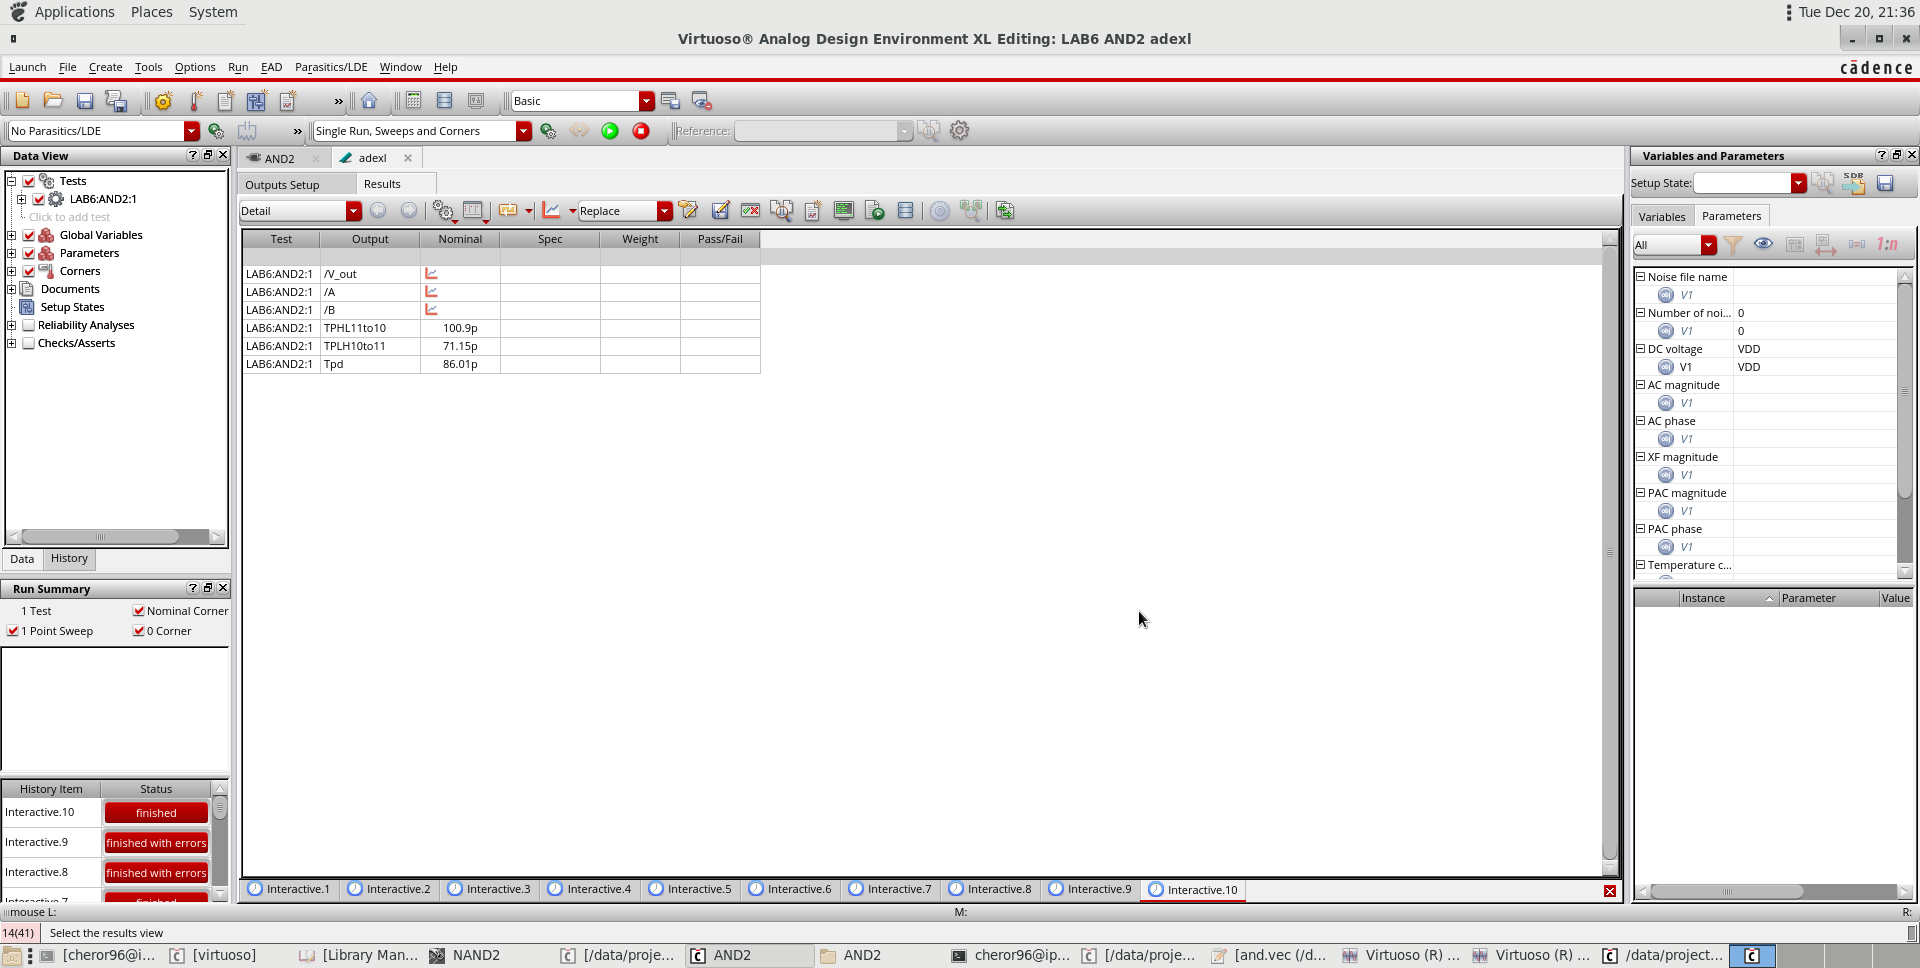 Applications Places System
Tue Dec 20, 21:36
Virtuoso® Analog Design Environment XL Editing: LAB6 AND2 adexl
Launch File Create Tools Options Run EAD Parasitics/LDE Window Help
cādence
» Basic
No Parasitics/LDE » Single Run, Sweeps and Corners Reference:
Data View
Tests
LAB6:AND2:1
Click to add test
Global Variables
Parameters
Corners
Documents
Setup States
Reliability Analyses
Checks/Asserts
Data History
Run Summary
1 Test Nominal Corner
1 Point Sweep 0 Corner
History Item Status
Interactive.10 finished
Interactive.9 finished with errors
Interactive.8 finished with errors
Interactive.7 finished
AND2 adexl
Outputs Setup Results
Detail Replace
Test Output Nominal Spec Weight Pass/Fail
LAB6:AND2:1 /V_out
LAB6:AND2:1 /A
LAB6:AND2:1 /B
LAB6:AND2:1 TPHL11to10 100.9p
LAB6:AND2:1 TPLH10to11 71.15p
LAB6:AND2:1 Tpd 86.01p
Interactive.1 Interactive.2 Interactive.3 Interactive.4 Interactive.5 Interactive.6 Interactive.7 Interactive.8 Interactive.9 Interactive.10
Variables and Parameters
Setup State: SDB
Variables Parameters
All 1:n
Noise file name
V1
Number of noi... 0
V1 0
DC voltage VDD
V1 VDD
AC magnitude
V1
AC phase
V1
XF magnitude
V1
PAC magnitude
V1
PAC phase
V1
Temperature c...
Instance Parameter Value
mouse L: M: R:
14(41) Select the results view
[cheror96@i... [virtuoso] [Library Man... NAND2 [/data/proje... AND2 AND2 cheror96@ip... [/data/proje... [and.vec (/d... Virtuoso (R) ... Virtuoso (R) ... /data/project...